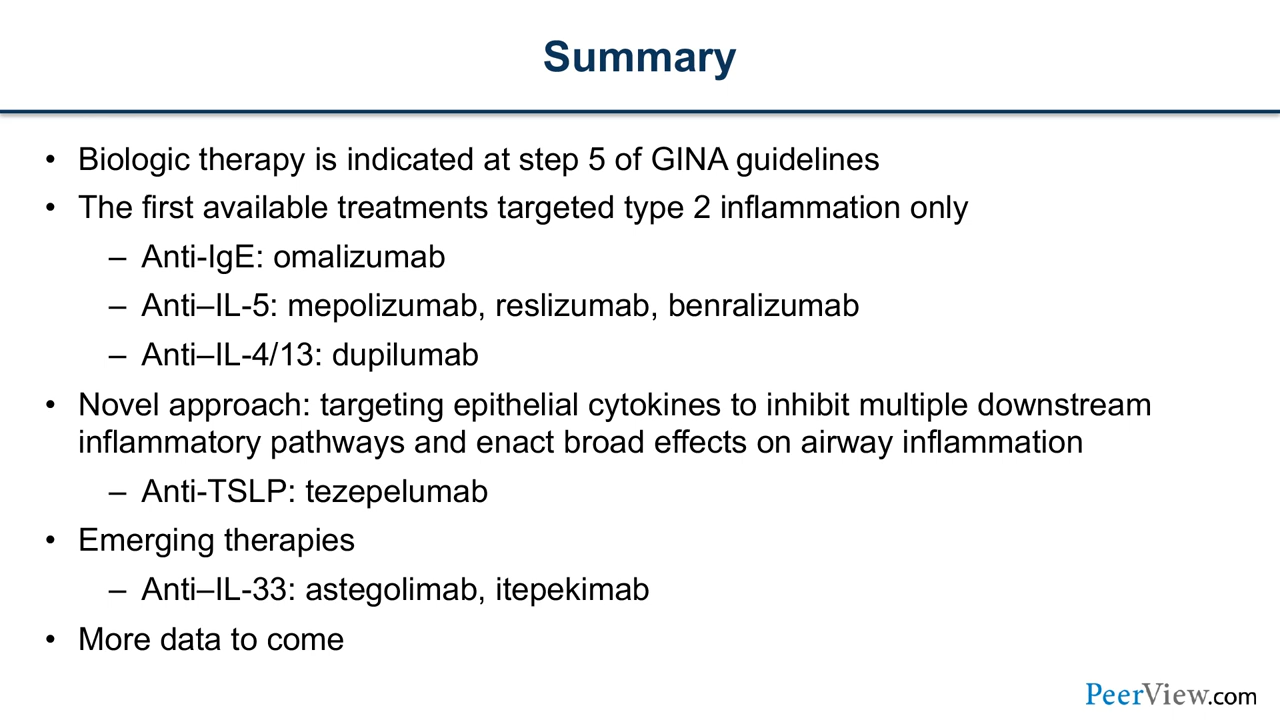 Summary
• Biologic therapy is indicated at step 5 of GINA guidelines
• The first available treatments targeted type 2 inflammation only
– Anti-IgE: omalizumab
– Anti–IL-5: mepolizumab, reslizumab, benralizumab
– Anti–IL-4/13: dupilumab
• Novel approach: targeting epithelial cytokines to inhibit multiple downstream
inflammatory pathways and enact broad effects on airway inflammation
– Anti-TSLP: tezepelumab
• Emerging therapies
– Anti–IL-33: astegolimab, itepekimab
• More data to come
PeerView.com